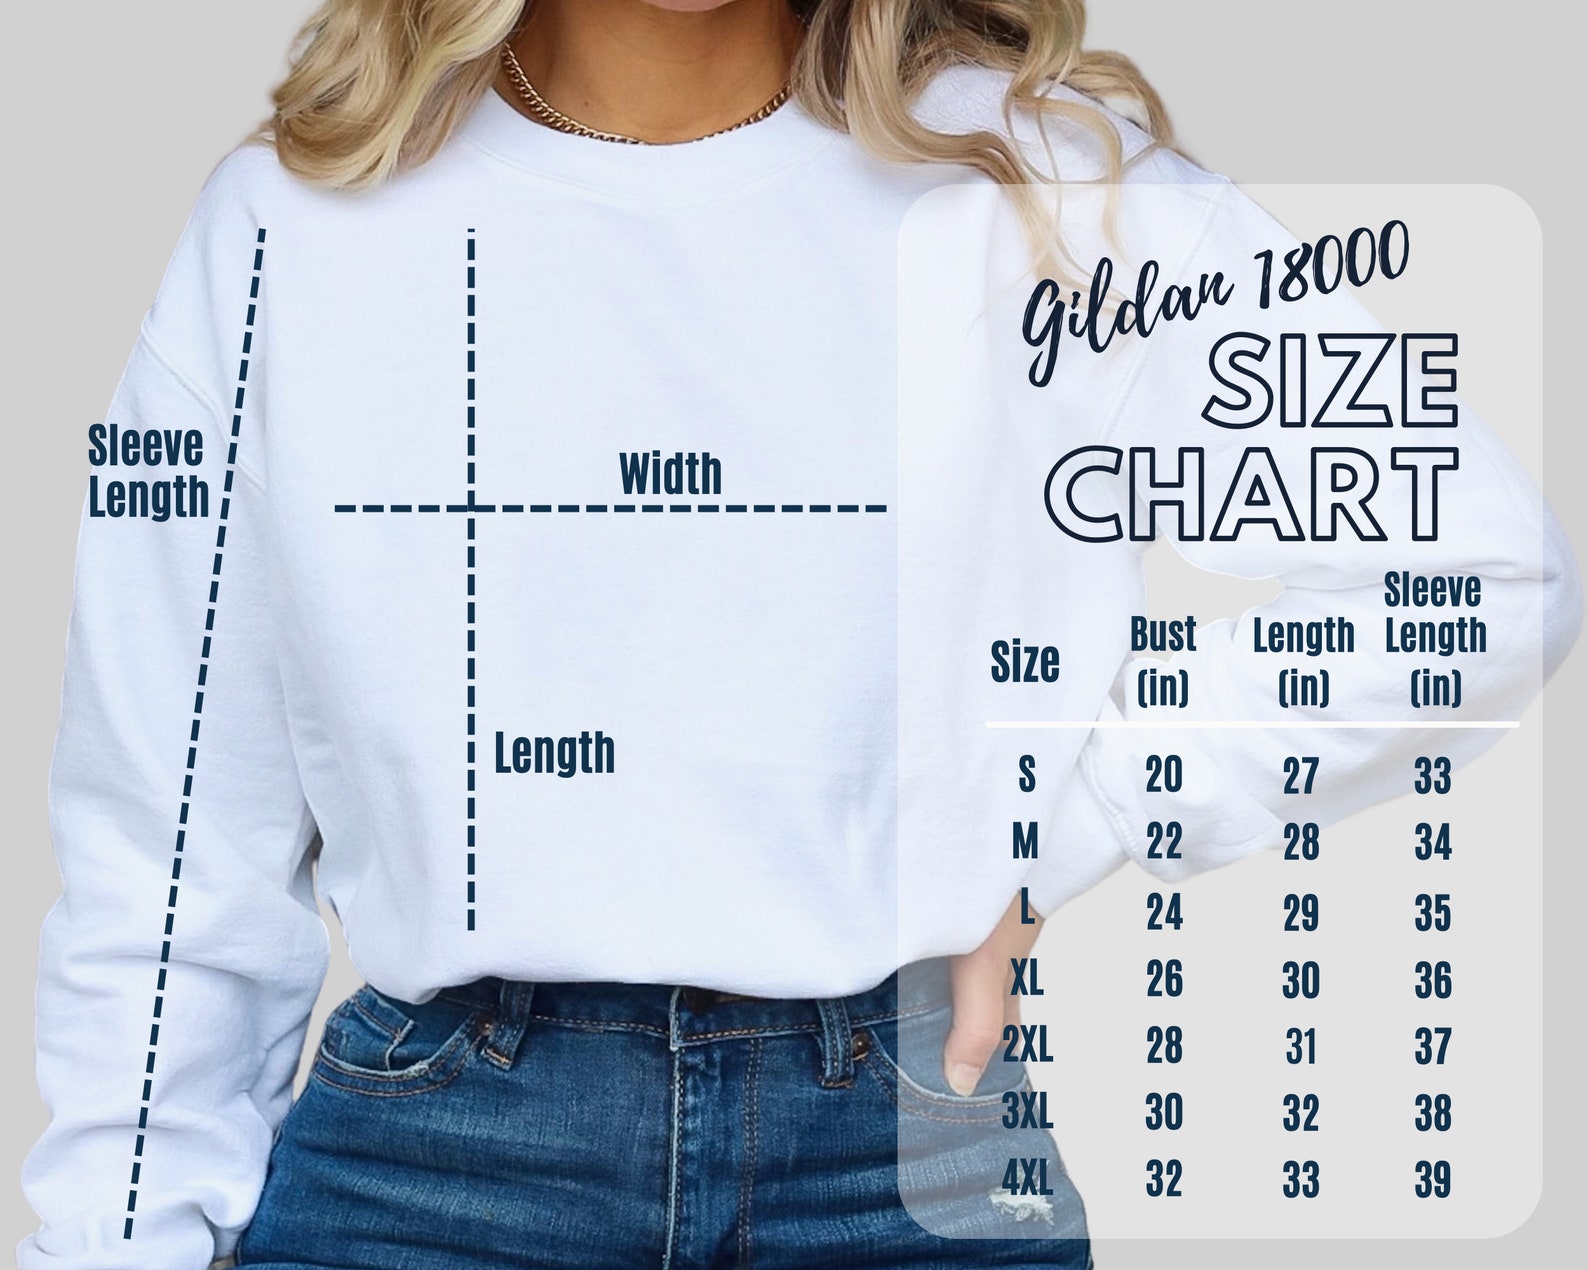 Sleeve
Length
Width
Length
Gildan 18000
SIZE
CHART
Size Bust (in) Length (in) Sleeve Length (in)
S 20 27 33
M 22 28 34
L 24 29 35
XL 26 30 36
2XL 28 31 37
3XL 30 32 38
4XL 32 33 39